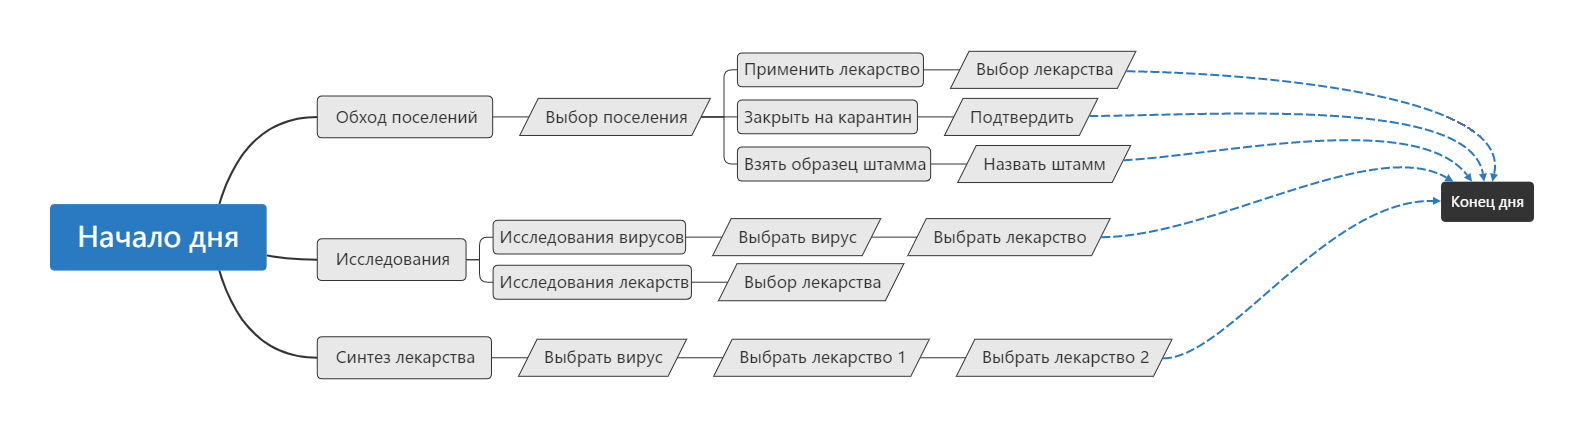 Начало дня
Обход поселений
Выбор поселения
Применить лекарство
Выбор лекарства
Закрыть на карантин
Подтвердить
Взять образец штамма
Назвать штамм
Исследования
Исследования вирусов
Выбрать вирус
Выбрать лекарство
Исследования лекарств
Выбор лекарства
Синтез лекарства
Выбрать вирус
Выбрать лекарство 1
Выбрать лекарство 2
Конец дня